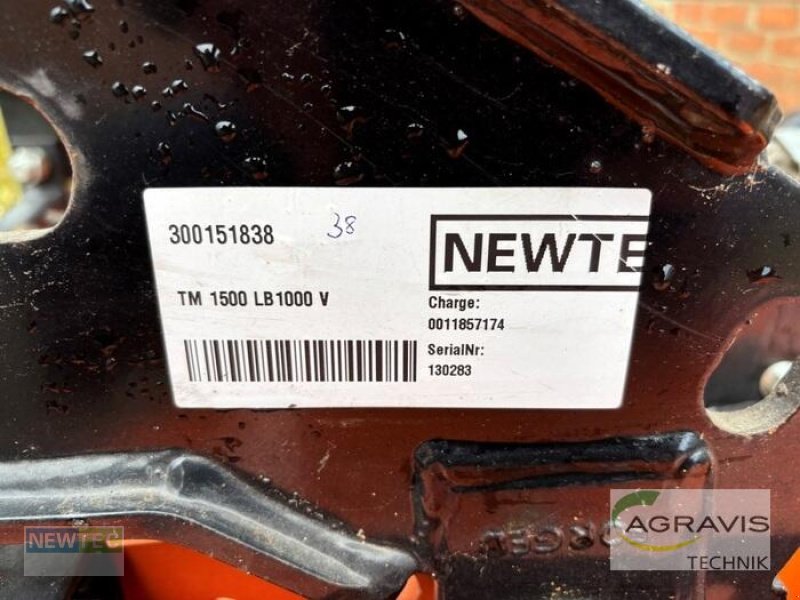 300151838
38
NEWTE
TM 1500 LB1000 V
Charge:
0011857174
SerialNr:
130283
NEWTEC
AGRAVIS
TECHNIK